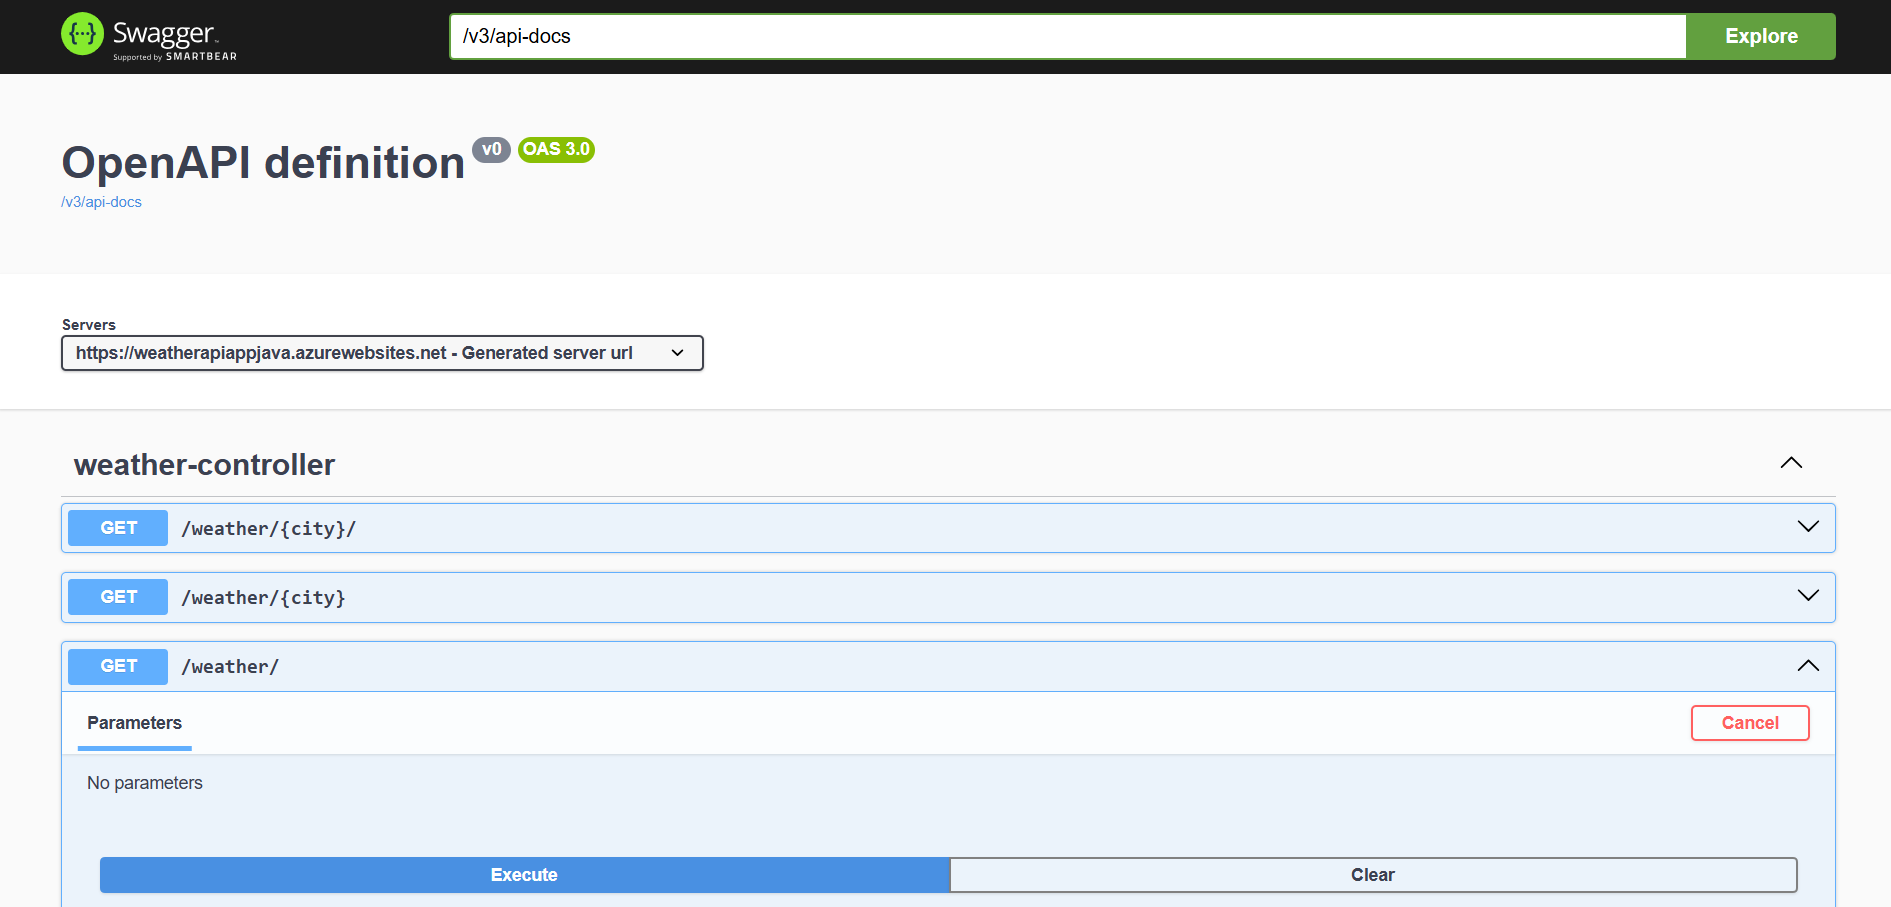 {···} Swagger™
Supported by SMARTBEAR
/v3/api-docs
Explore
OpenAPI definition v0 OAS 3.0
/v3/api-docs
Servers
https://weatherapiappjava.azurewebsites.net - Generated server url
weather-controller
GET /weather/{city}/
GET /weather/{city}
GET /weather/
Parameters
Cancel
No parameters
Execute
Clear